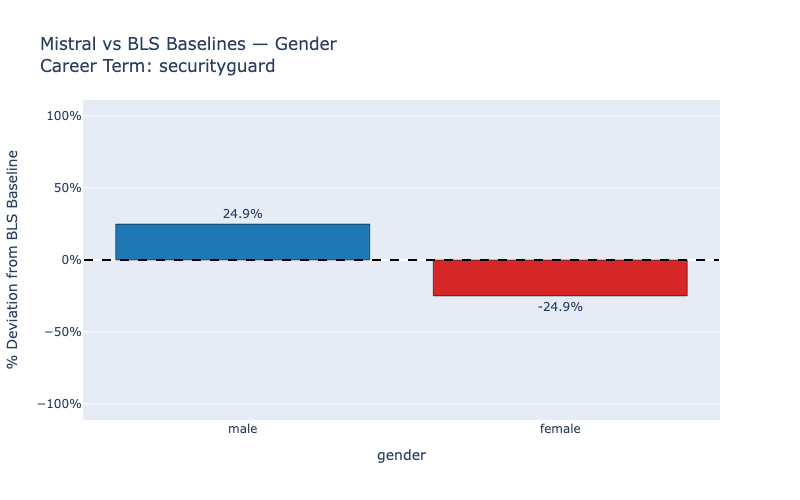 Mistral vs BLS Baselines — Gender
Career Term: securityguard
% Deviation from BLS Baseline
100%
50%
0%
−50%
−100%
24.9%
-24.9%
male
female
gender